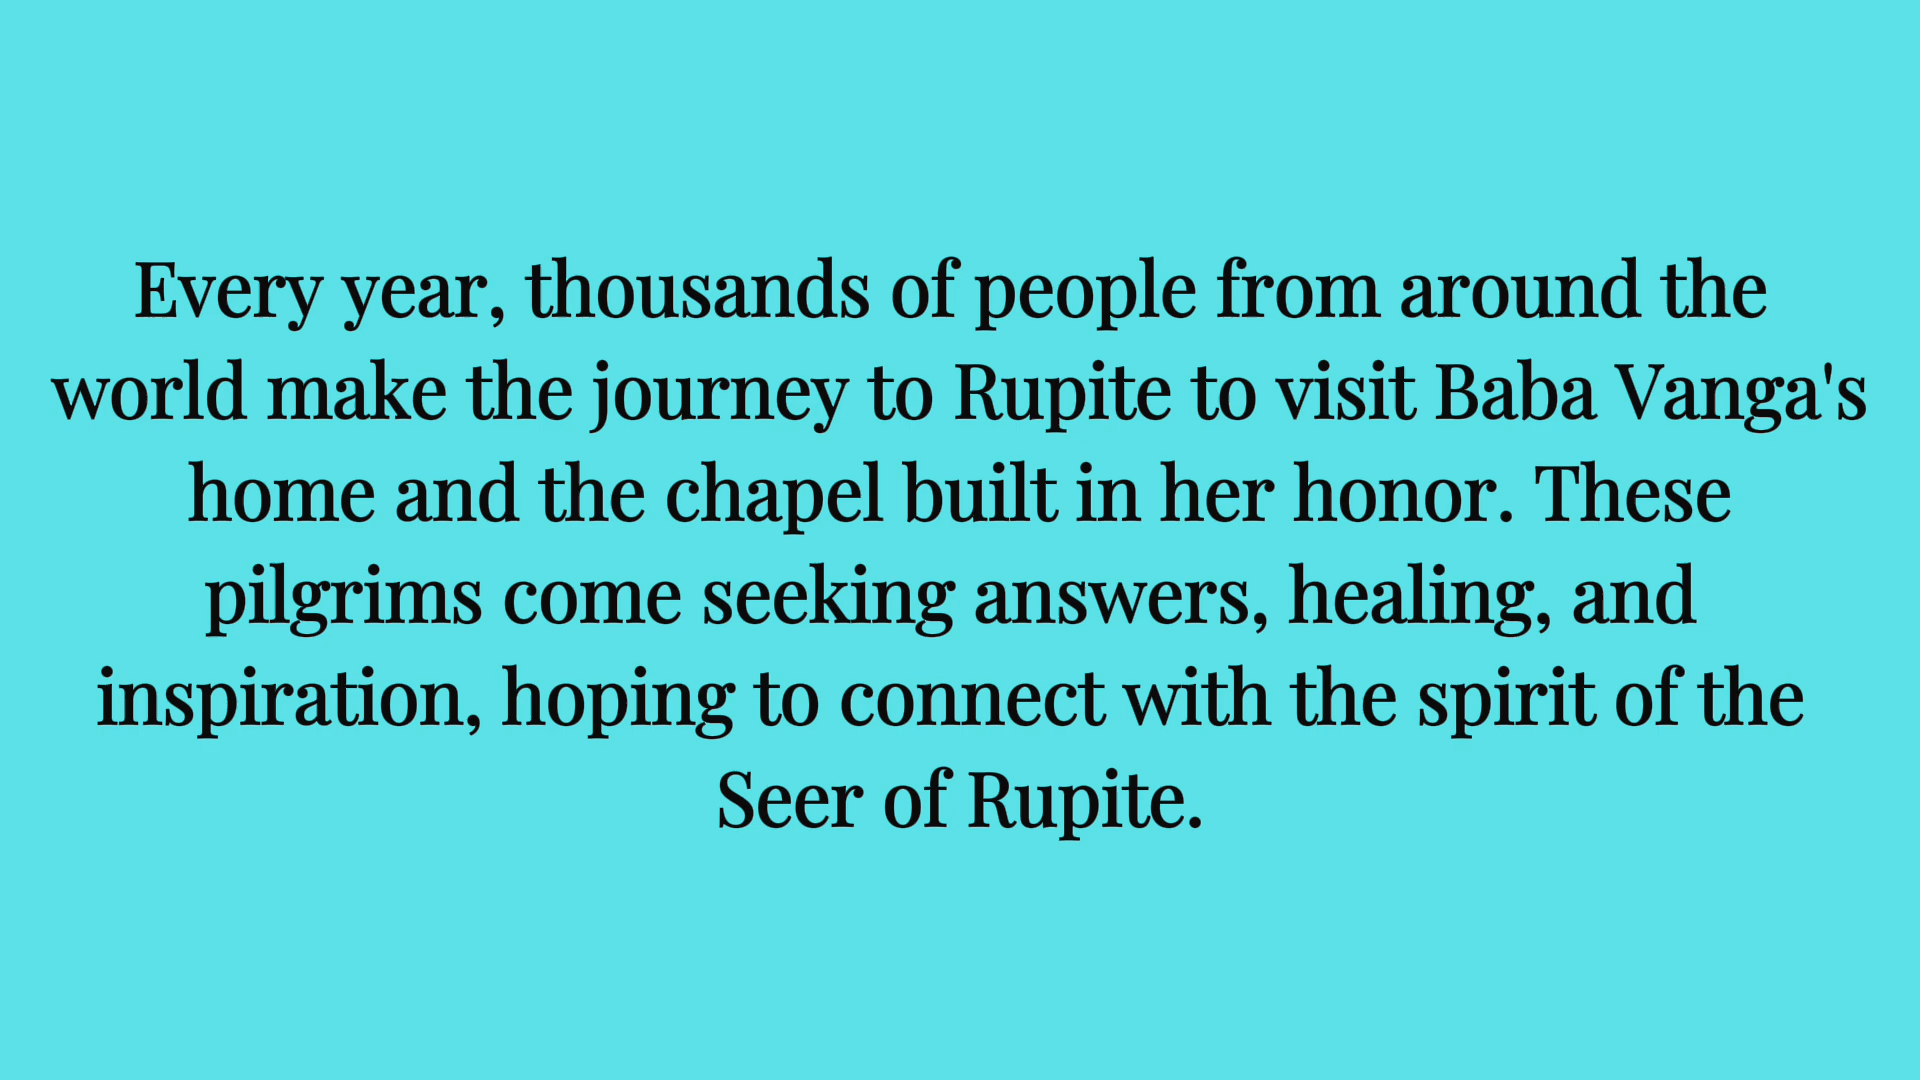 Every year, thousands of people from around the
world make the journey to Rupite to visit Baba Vanga's
home and the chapel built in her honor. These
pilgrims come seeking answers, healing, and
inspiration, hoping to connect with the spirit of the
Seer of Rupite.